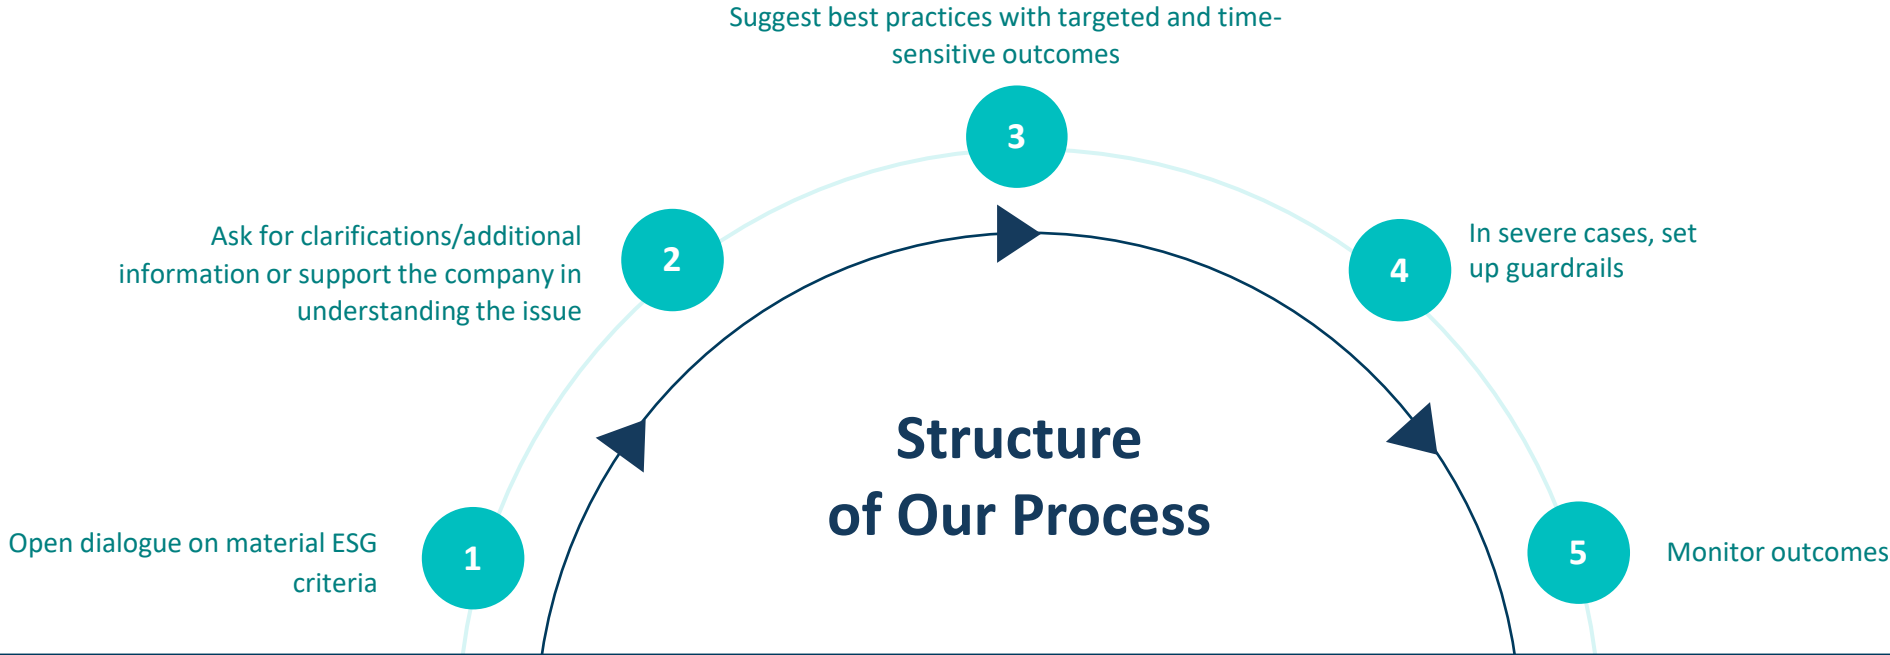 Suggest best practices with targeted and time-
sensitive outcomes
3
Ask for clarifications/additional
information or support the company in
understanding the issue
2
In severe cases, set
up guardrails
4
Structure
of Our Process
Open dialogue on material ESG
criteria
1
5
Monitor outcomes